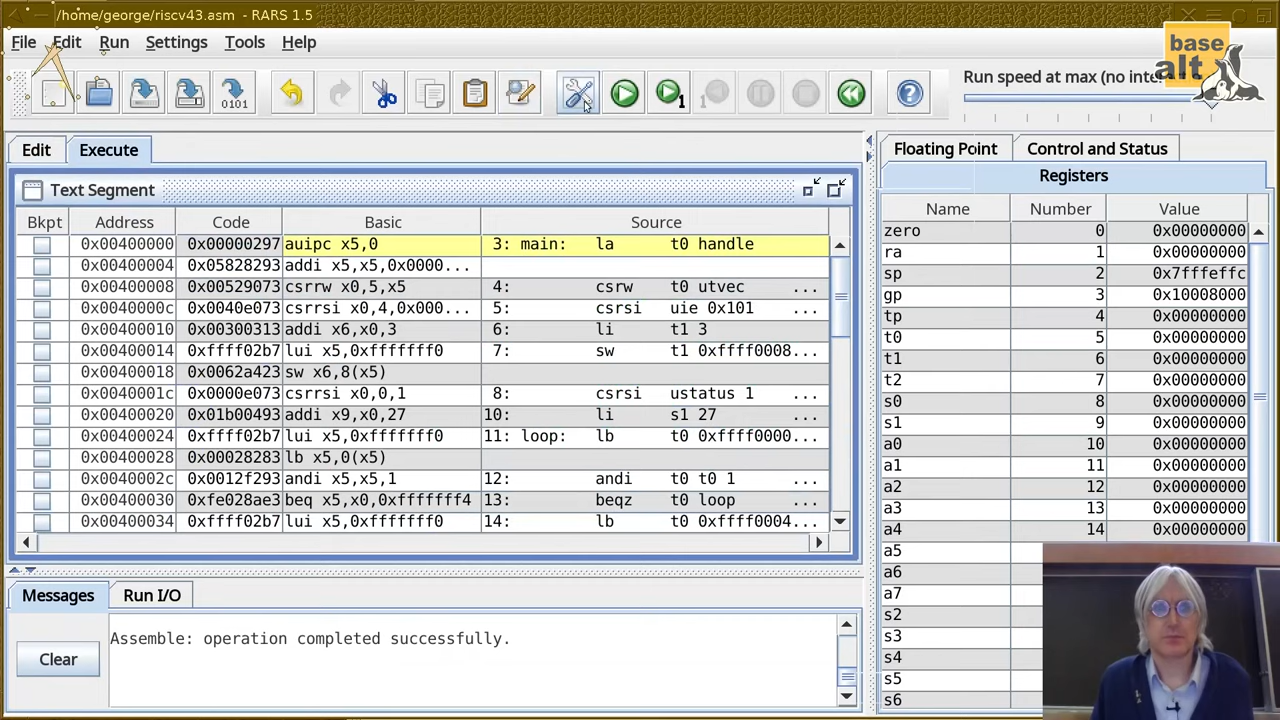 /home/george/riscv43.asm - RARS 1.5
File Edit Run Settings Tools Help
base
alt
Run speed at max (no inte
0101
1
1
Edit Execute
Floating Point Control and Status
Registers
Text Segment
Bkpt Address Code Basic Source
0x00400000 0x00000297 auipc x5,0 3: main: la t0 handle
0x00400004 0x05828293 addi x5,x5,0x0000...
0x00400008 0x00529073 csrrw x0,5,x5 4: csrw t0 utvec ...
0x0040000c 0x0040e073 csrrsi x0,4,0x000... 5: csrsi uie 0x101 ...
0x00400010 0x00300313 addi x6,x0,3 6: li t1 3
0x00400014 0xffff02b7 lui x5,0xfffffff0 7: sw t1 0xffff0008...
0x00400018 0x0062a423 sw x6,8(x5)
0x0040001c 0x0000e073 csrrsi x0,0,1 8: csrsi ustatus 1 ...
0x00400020 0x01b00493 addi x9,x0,27 10: li s1 27 ...
0x00400024 0xffff02b7 lui x5,0xfffffff0 11: loop: lb t0 0xffff0000...
0x00400028 0x00028283 lb x5,0(x5)
0x0040002c 0x0012f293 andi x5,x5,1 12: andi t0 t0 1 ...
0x00400030 0xfe028ae3 beq x5,x0,0xfffffff4 13: beqz t0 loop ...
0x00400034 0xffff02b7 lui x5,0xfffffff0 14: lb t0 0xffff0004...
Name Number Value
zero 0 0x00000000
ra 1 0x00000000
sp 2 0x7fffeffc
gp 3 0x10008000
tp 4 0x00000000
t0 5 0x00000000
t1 6 0x00000000
t2 7 0x00000000
s0 8 0x00000000
s1 9 0x00000000
a0 10 0x00000000
a1 11 0x00000000
a2 12 0x00000000
a3 13 0x00000000
a4 14 0x00000000
a5
a6
a7
s2
s3
s4
s5
s6
Messages Run I/O
Assemble: operation completed successfully.
Clear